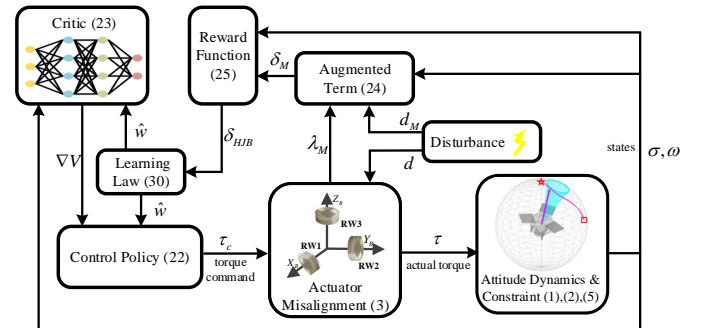 Critic (23)
Reward
Function
(25)
δ_M
Augmented
Term (24)
ŵ
∇V
Learning
Law (30)
δ_HJB
λ_M
d_M
Disturbance
d
states
σ, ω
ŵ
Control Policy (22)
τ_c
torque
command
Z_B
RW3
RW1
Y_B
X_B
RW2
Actuator
Misalignment (3)
τ
actual torque
Attitude Dynamics &
Constraint (1),(2),(5)